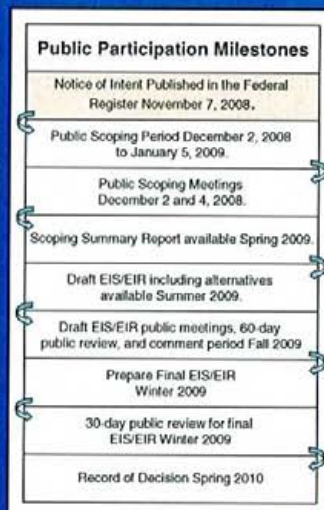 Public Participation Milestones
Notice of Intent Published in the Federal
Register November 7, 2008.
Public Scoping Period December 2, 2008
to January 5, 2009.
Public Scoping Meetings
December 2 and 4, 2008.
Scoping Summary Report available Spring 2009.
Draft EIS/EIR including alternatives
available Summer 2009.
Draft EIS/EIR public meetings, 60-day
public review, and comment period Fall 2009
Prepare Final EIS/EIR
Winter 2009
30-day public review for final
EIS/EIR Winter 2009
Record of Decision Spring 2010